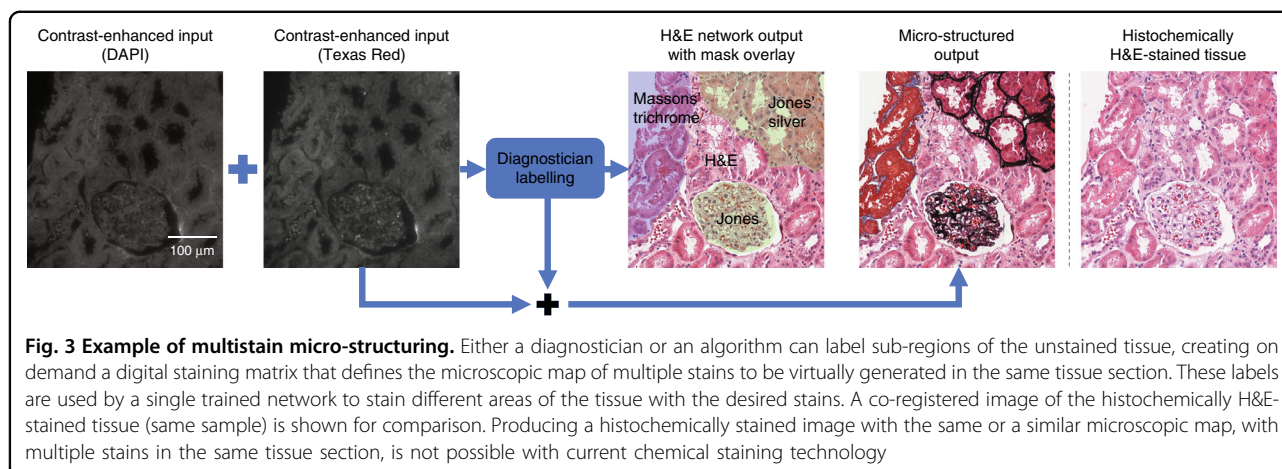 Contrast-enhanced input
(DAPI)
Contrast-enhanced input
(Texas Red)
H&E network output
with mask overlay
Micro-structured
output
Histochemically
H&E-stained tissue
Massons'
trichrome
Jones'
silver
H&E
Jones
Diagnostician
labelling
100 μm
Fig. 3 Example of multistain micro-structuring. Either a diagnostician or an algorithm can label sub-regions of the unstained tissue, creating on
demand a digital staining matrix that defines the microscopic map of multiple stains to be virtually generated in the same tissue section. These labels
are used by a single trained network to stain different areas of the tissue with the desired stains. A co-registered image of the histochemically H&E-
stained tissue (same sample) is shown for comparison. Producing a histochemically stained image with the same or a similar microscopic map, with
multiple stains in the same tissue section, is not possible with current chemical staining technology